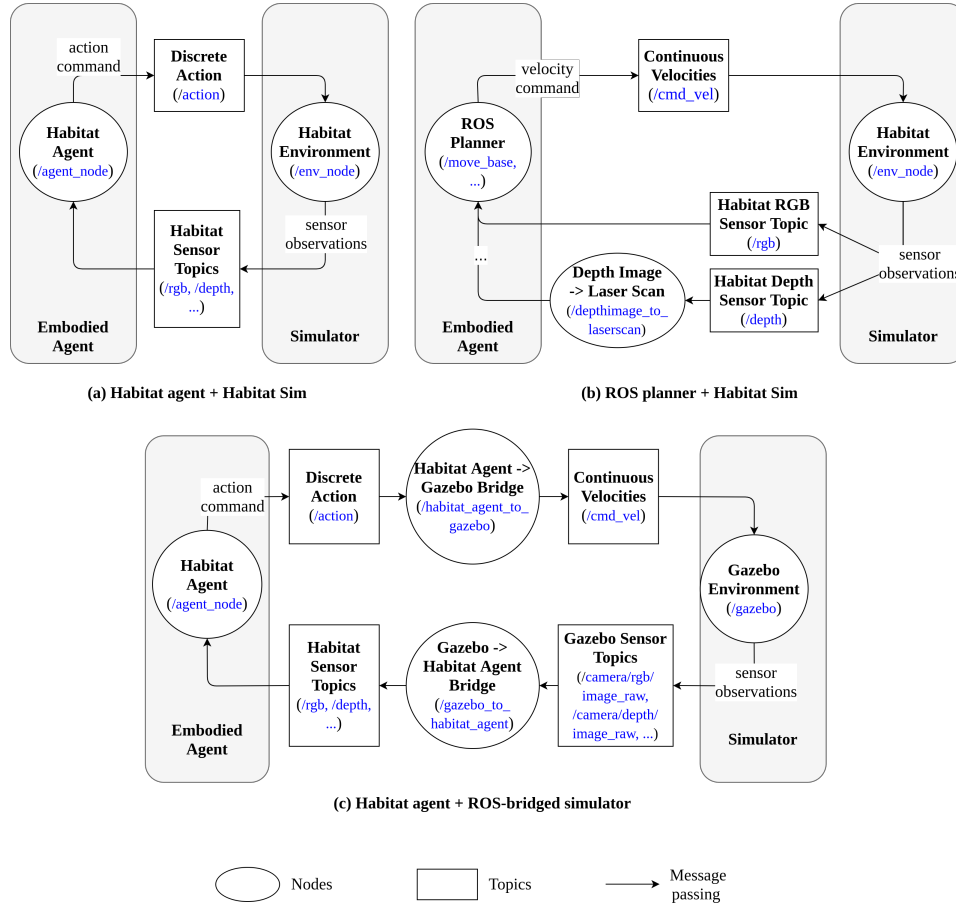 action
command
Discrete
Action
(/action)
Habitat
Agent
(/agent_node)
Habitat
Environment
(/env_node)
sensor
observations
Habitat
Sensor
Topics
(/rgb, /depth,
...)
Embodied
Agent
Simulator
(a) Habitat agent + Habitat Sim
velocity
command
Continuous
Velocities
(/cmd_vel)
ROS
Planner
(/move_base,
...)
Habitat
Environment
(/env_node)
Habitat RGB
Sensor Topic
(/rgb)
sensor
observations
...
Depth Image
-> Laser Scan
(/depthimage_to_
laserscan)
Habitat Depth
Sensor Topic
(/depth)
Embodied
Agent
Simulator
(b) ROS planner + Habitat Sim
action
command
Discrete
Action
(/action)
Habitat Agent ->
Gazebo Bridge
(/habitat_agent_to_
gazebo)
Continuous
Velocities
(/cmd_vel)
Habitat
Agent
(/agent_node)
Gazebo
Environment
(/gazebo)
sensor
observations
Habitat
Sensor
Topics
(/rgb, /depth,
...)
Gazebo ->
Habitat Agent
Bridge
(/gazebo_to_
habitat_agent)
Gazebo Sensor
Topics
(/camera/rgb/
image_raw,
/camera/depth/
image_raw, ...)
Embodied
Agent
Simulator
(c) Habitat agent + ROS-bridged simulator
Nodes
Topics
Message
passing